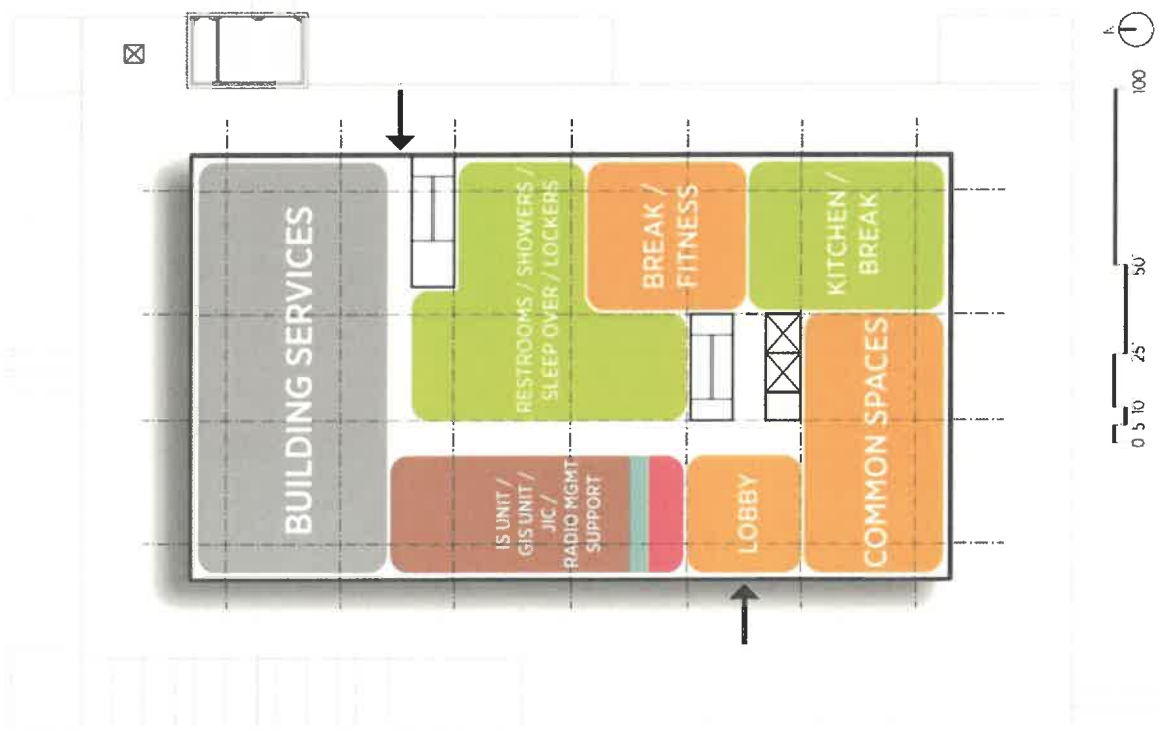 BUILDING SERVICES
IS UNIT /
GIS UNIT /
JIC /
RADIO MGMT
SUPPORT
RESTROOMS / SHOWERS /
SLEEP OVER / LOCKERS
BREAK /
FITNESS
LOBBY
KITCHEN /
BREAK
COMMON SPACES
0 5 10 25' 50' 100
N